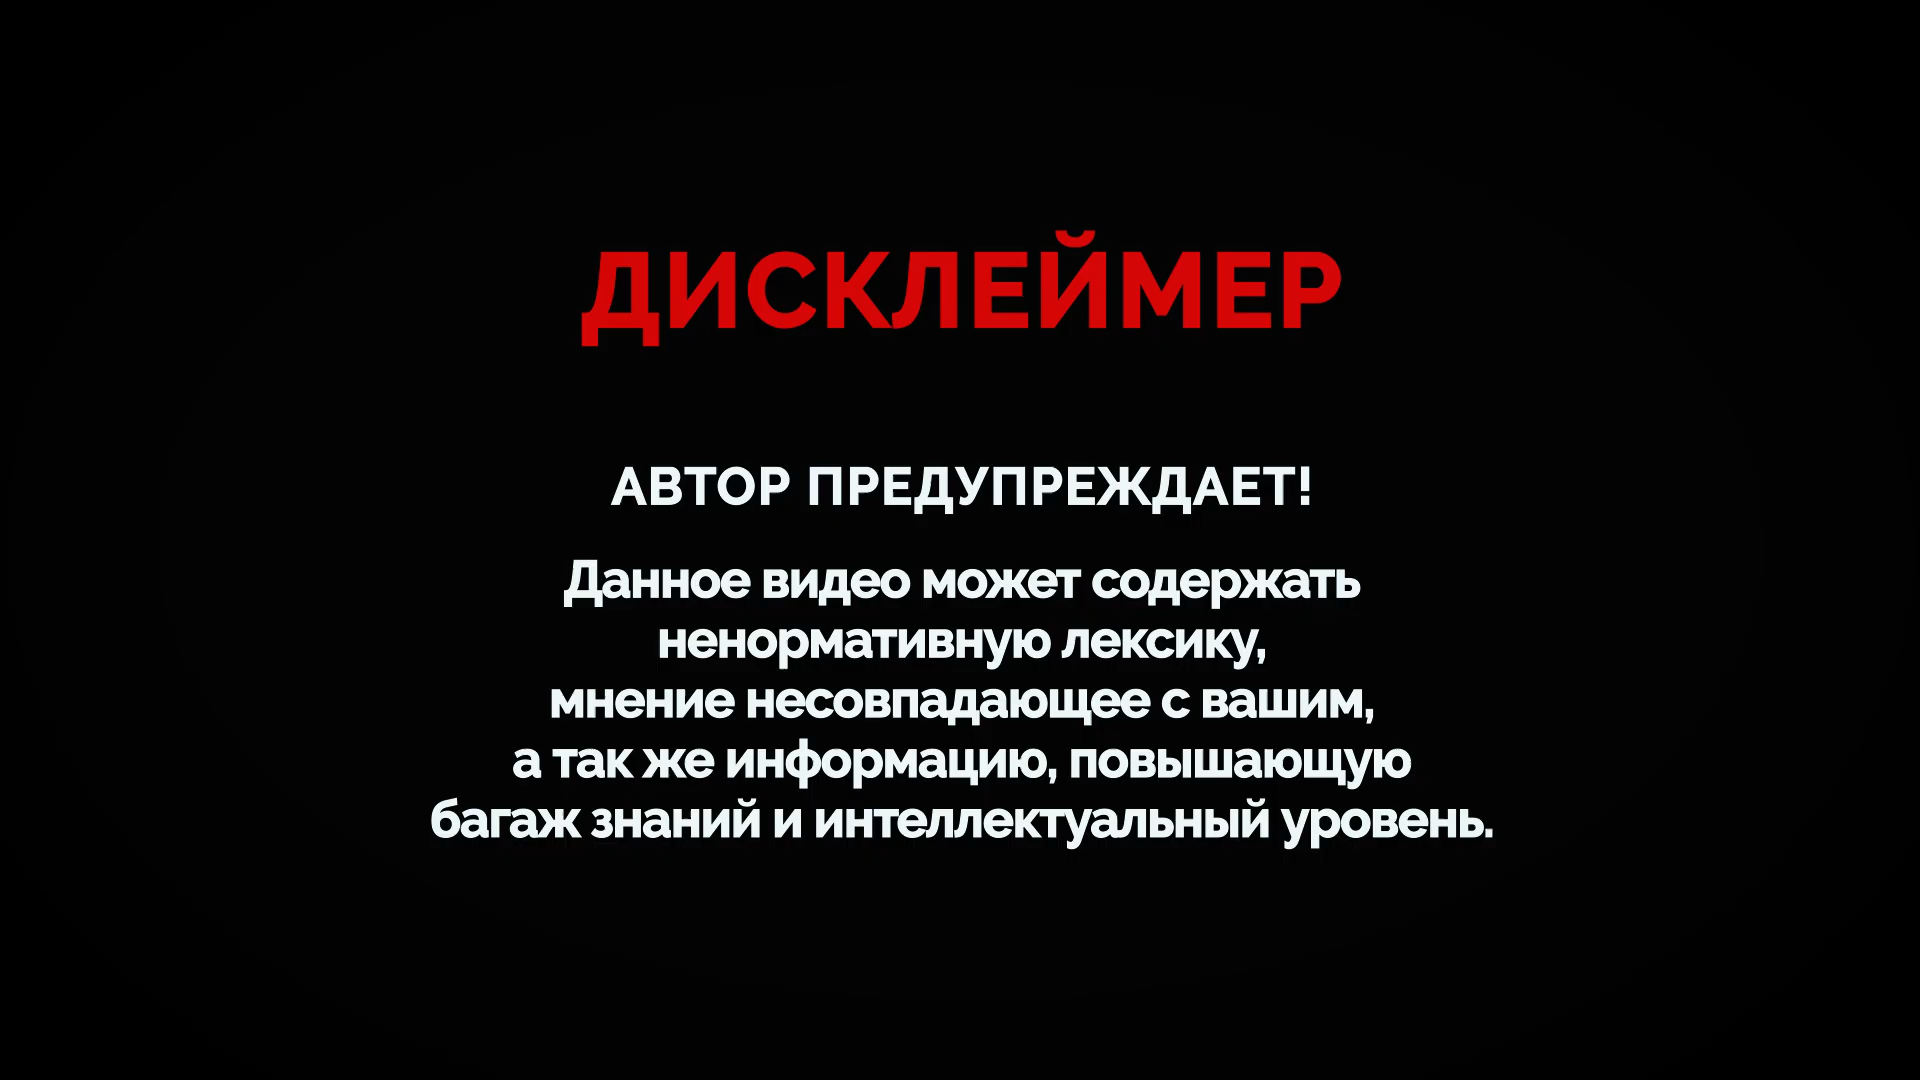 ДИСКЛЕЙМЕР
АВТОР ПРЕДУПРЕЖДАЕТ!
Данное видео может содержать
ненормативную лексику,
мнение несовпадающее с вашим,
а так же информацию, повышающую
багаж знаний и интеллектуальный уровень.